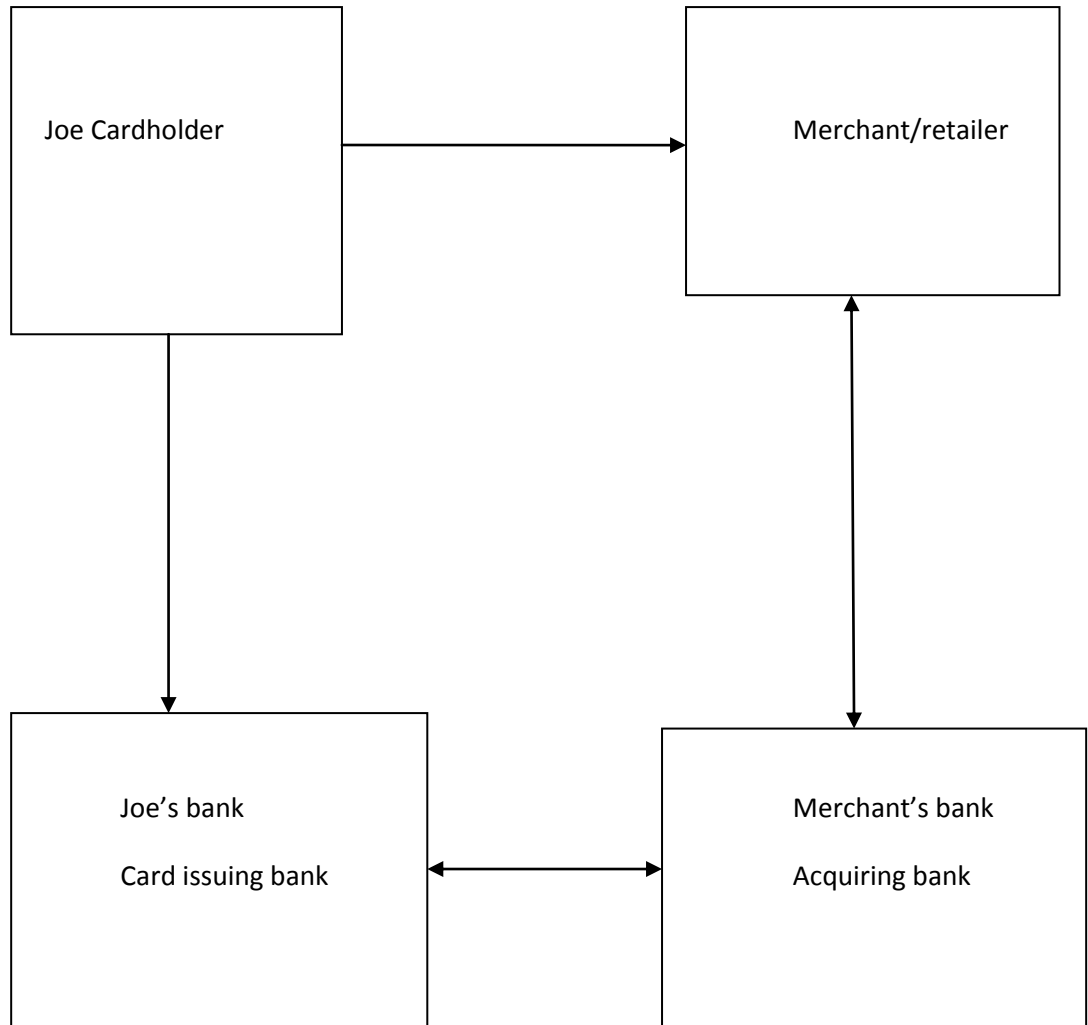 Joe Cardholder
Merchant/retailer
Joe’s bank
Card issuing bank
Merchant’s bank
Acquiring bank